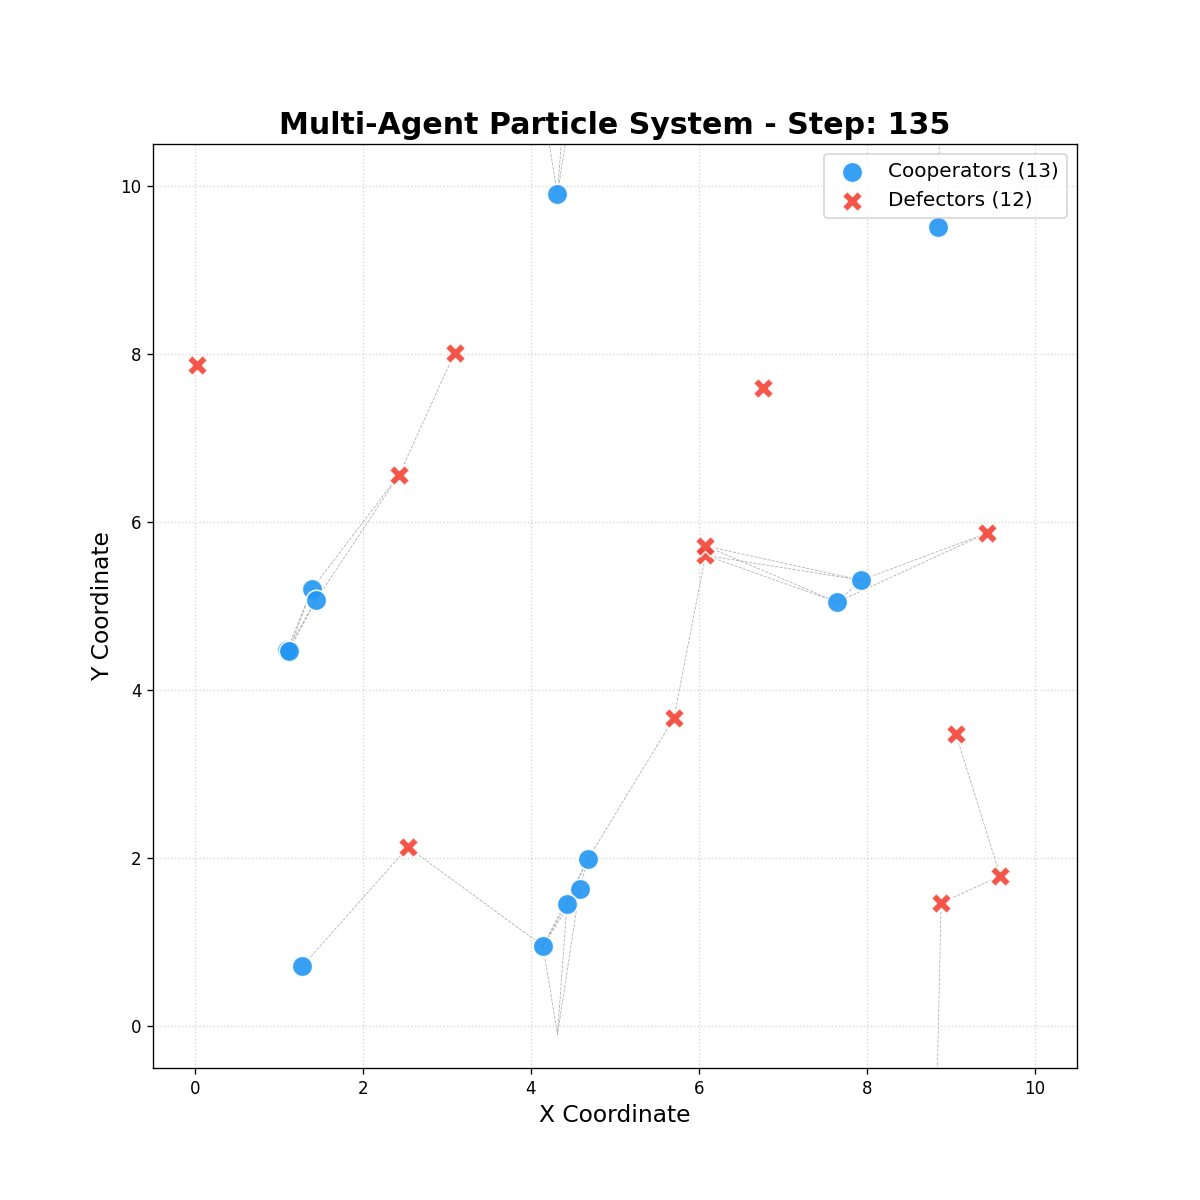 Multi-Agent Particle System - Step: 135
Cooperators (13)
Defectors (12)
Y Coordinate
10
8
6
4
2
0
0 2 4 6 8 10
X Coordinate